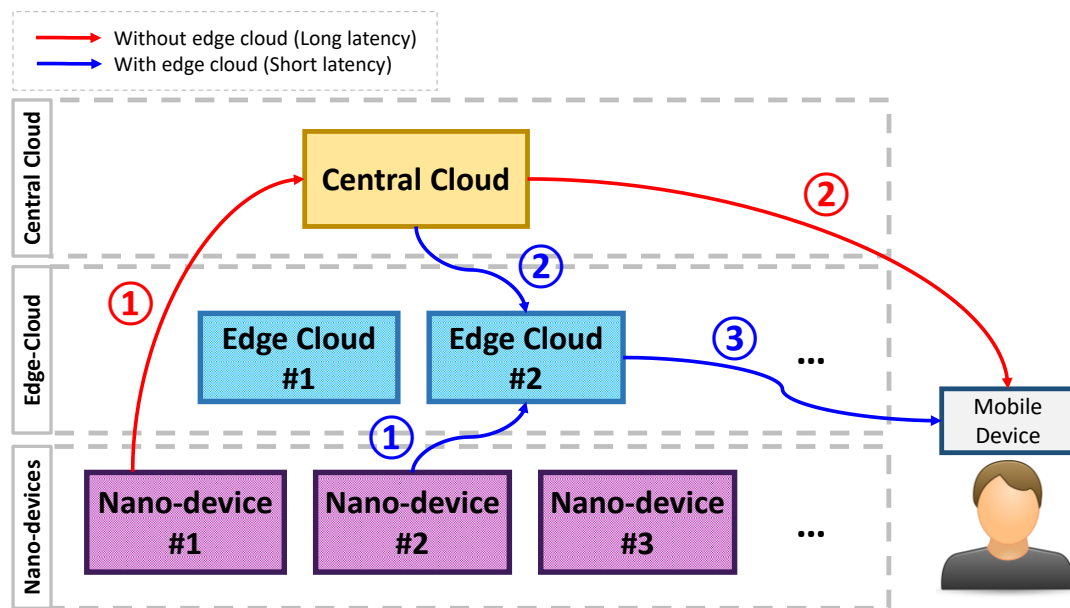 Without edge cloud (Long latency)
With edge cloud (Short latency)
Central Cloud
Central Cloud
②
①
②
Edge-Cloud
Edge Cloud
#1
Edge Cloud
#2
③
...
①
Mobile
Device
Nano-devices
Nano-device
#1
Nano-device
#2
Nano-device
#3
...